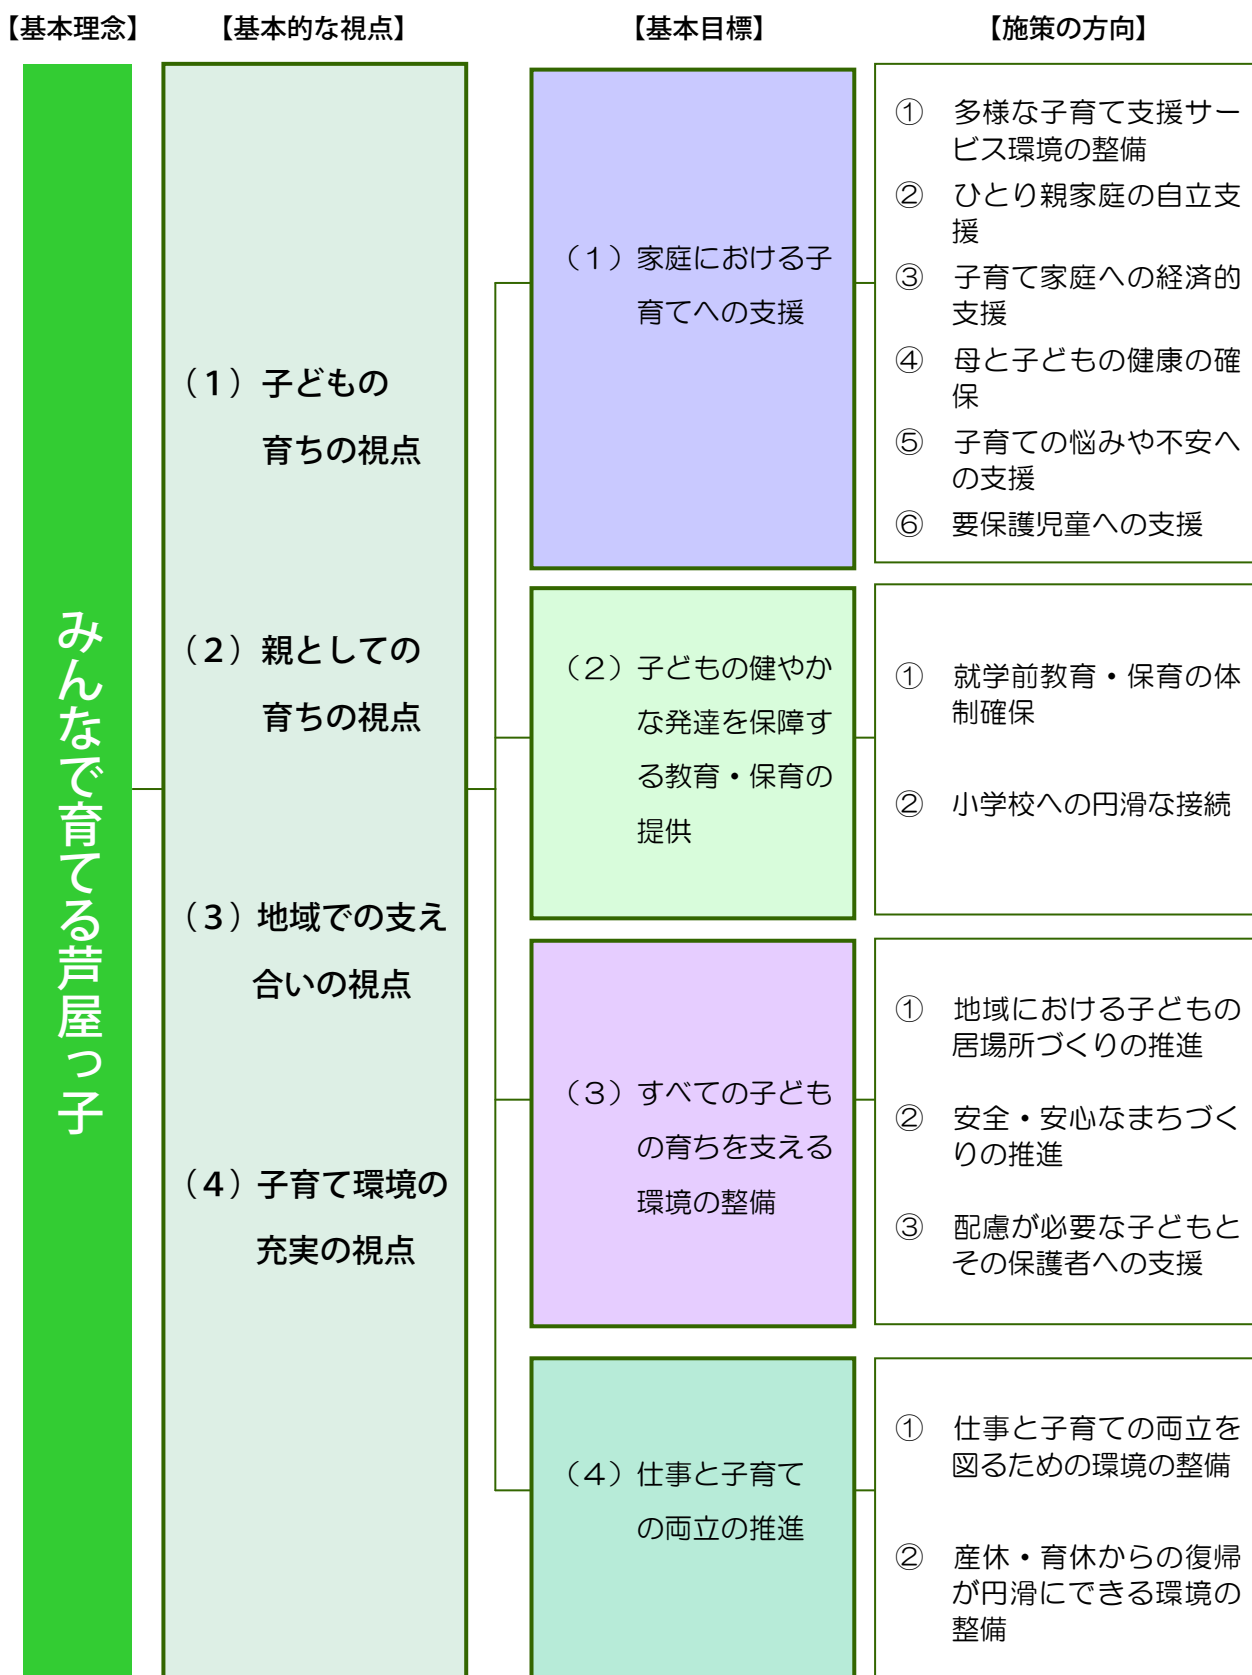 【基本理念】
【基本的な視点】
【基本目標】
【施策の方向】
みんなで育てる芦屋っ子
（１）子どもの
育ちの視点
（２）親としての
育ちの視点
（３）地域での支え
合いの視点
（４）子育て環境の
充実の視点
（１）家庭における子
育てへの支援
① 多様な子育て支援サー
ビス環境の整備
② ひとり親家庭の自立支
援
③ 子育て家庭への経済的
支援
④ 母と子どもの健康の確
保
⑤ 子育ての悩みや不安へ
の支援
⑥ 要保護児童への支援
（２）子どもの健やか
な発達を保障す
る教育・保育の
提供
① 就学前教育・保育の体
制確保
② 小学校への円滑な接続
（３）すべての子ども
の育ちを支える
環境の整備
① 地域における子どもの
居場所づくりの推進
② 安全・安心なまちづく
りの推進
③ 配慮が必要な子どもと
その保護者への支援
（４）仕事と子育て
の両立の推進
① 仕事と子育ての両立を
図るための環境の整備
② 産休・育休からの復帰
が円滑にできる環境の
整備